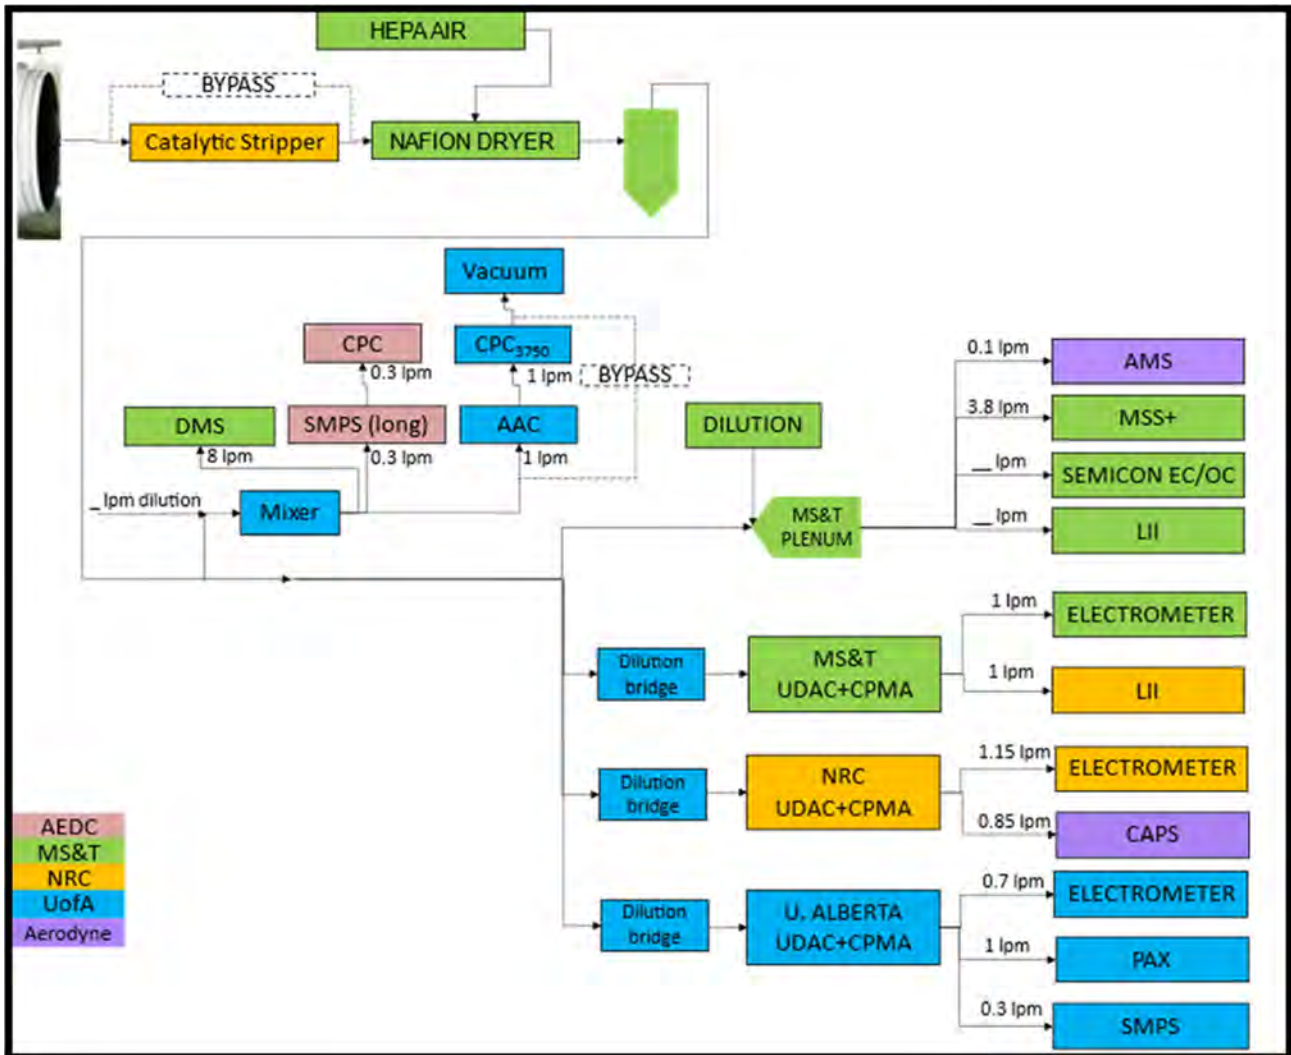 HEPA AIR
BYPASS
Catalytic Stripper
NAFION DRYER
Vacuum
CPC
CPC3750
0.3 lpm
1 lpm
BYPASS
DMS
SMPS (long)
AAC
8 lpm
0.3 lpm
1 lpm
_ lpm dilution
Mixer
DILUTION
MS&T
PLENUM
0.1 lpm
AMS
3.8 lpm
MSS+
__ lpm
SEMICON EC/OC
__ lpm
LII
Dilution
bridge
MS&T
UDAC+CPMA
1 lpm
ELECTROMETER
1 lpm
LII
Dilution
bridge
NRC
UDAC+CPMA
1.15 lpm
ELECTROMETER
0.85 lpm
CAPS
Dilution
bridge
U. ALBERTA
UDAC+CPMA
0.7 lpm
ELECTROMETER
1 lpm
PAX
0.3 lpm
SMPS
AEDC
MS&T
NRC
UofA
Aerodyne